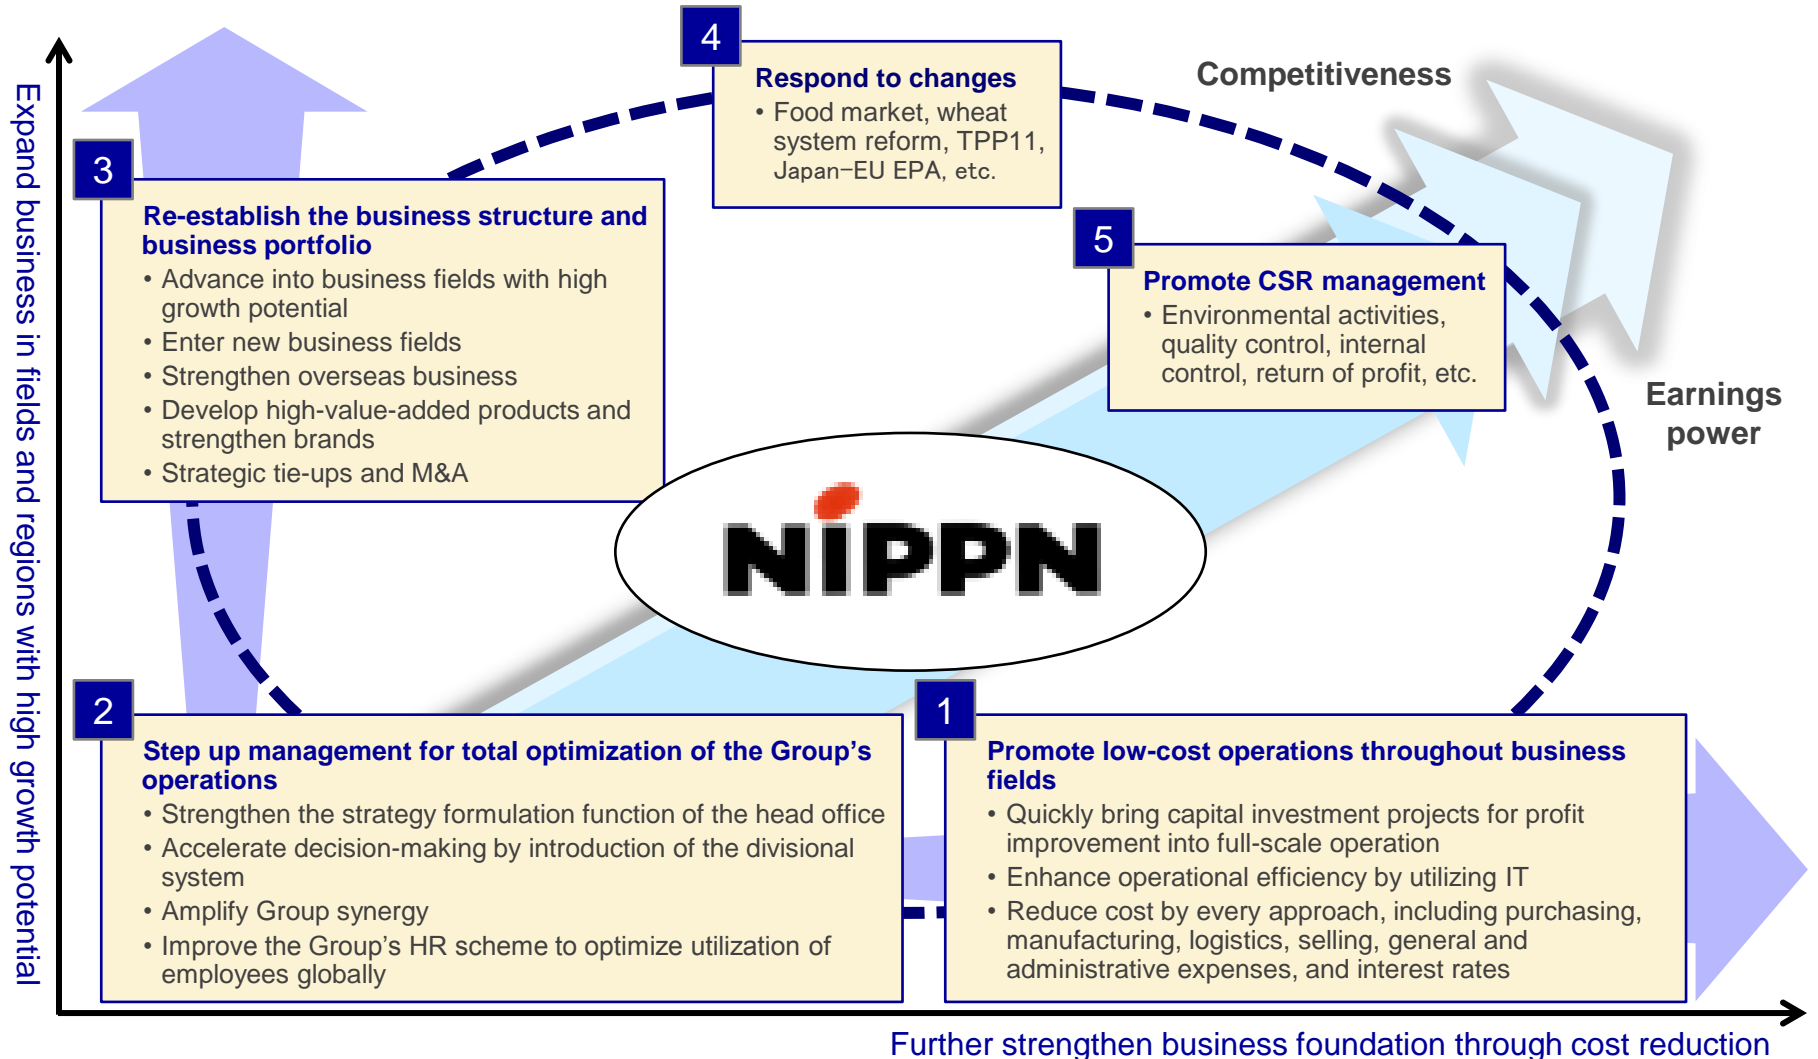 Expand business in fields and regions with high growth potential
4
Respond to changes
• Food market, wheat
system reform, TPP11,
Japan-EU EPA, etc.
Competitiveness
3
Re-establish the business structure and
business portfolio
• Advance into business fields with high
growth potential
• Enter new business fields
• Strengthen overseas business
• Develop high-value-added products and
strengthen brands
• Strategic tie-ups and M&A
5
Promote CSR management
• Environmental activities,
quality control, internal
control, return of profit, etc.
Earnings
power
NiPPN
2
Step up management for total optimization of the Group’s
operations
• Strengthen the strategy formulation function of the head office
• Accelerate decision-making by introduction of the divisional
system
• Amplify Group synergy
• Improve the Group’s HR scheme to optimize utilization of
employees globally
1
Promote low-cost operations throughout business
fields
• Quickly bring capital investment projects for profit
improvement into full-scale operation
• Enhance operational efficiency by utilizing IT
• Reduce cost by every approach, including purchasing,
manufacturing, logistics, selling, general and
administrative expenses, and interest rates
Further strengthen business foundation through cost reduction